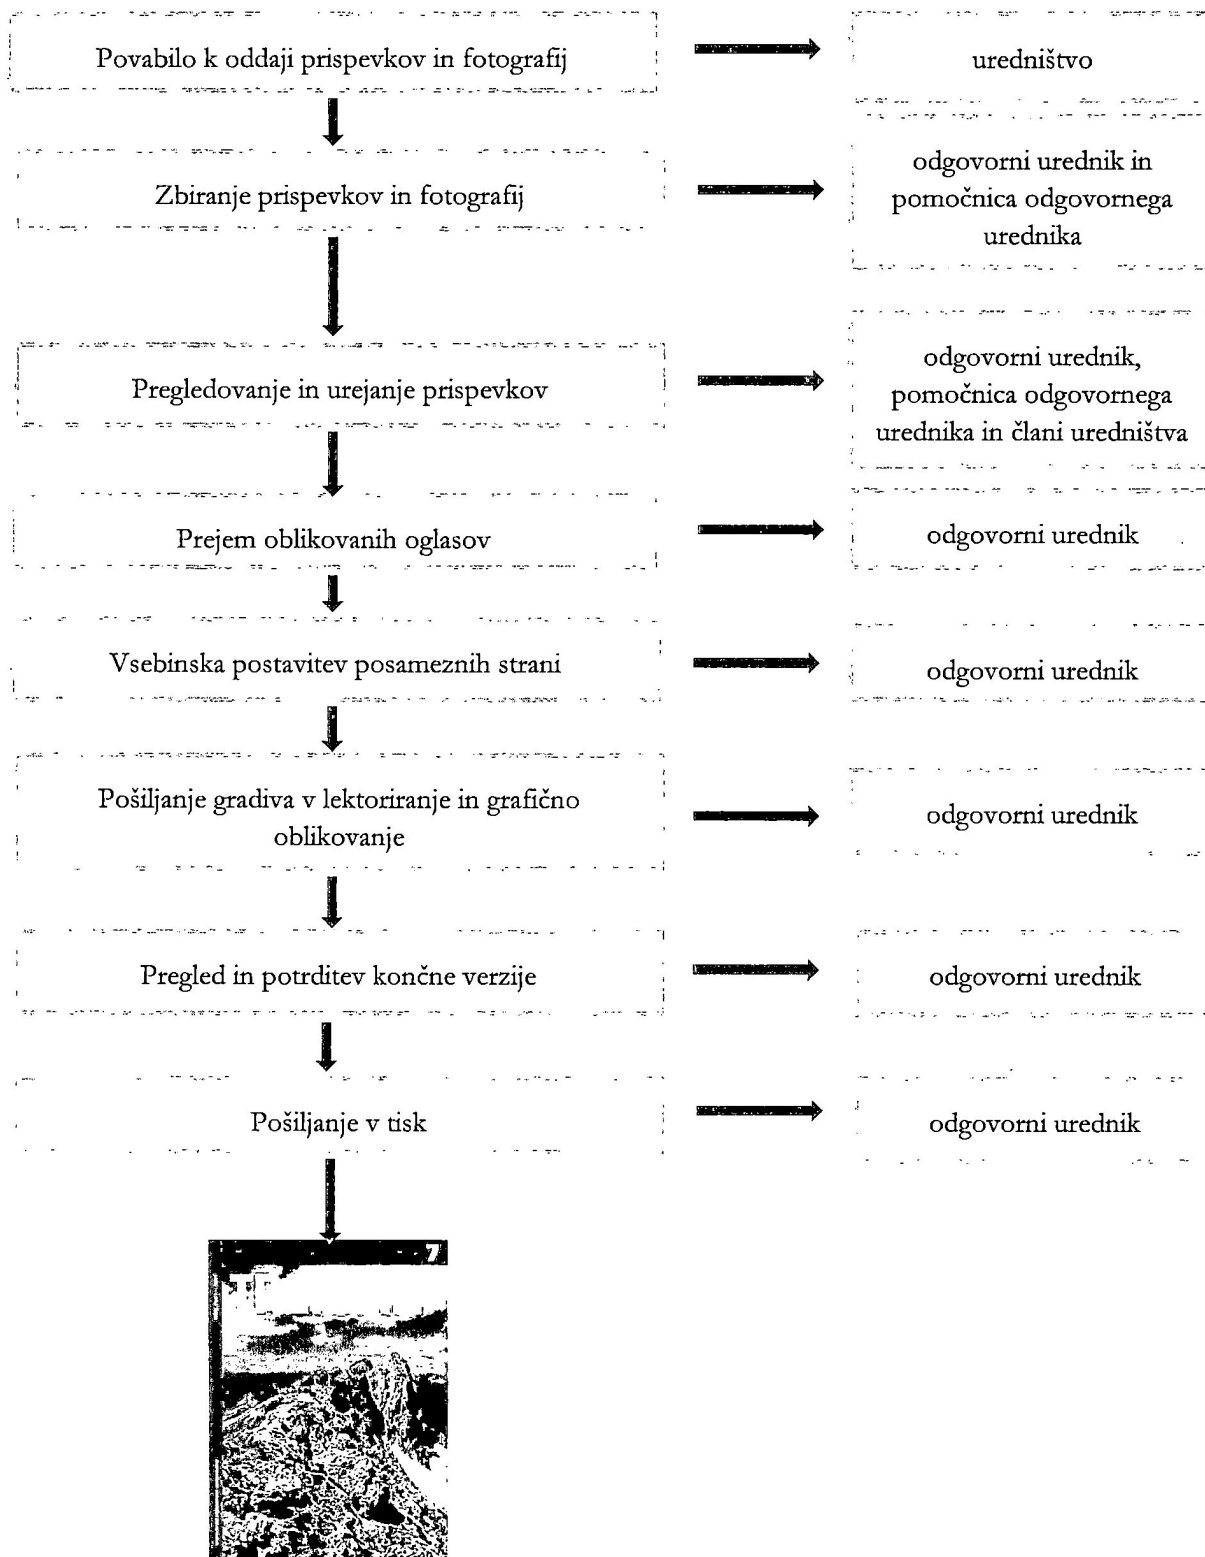 Povabilo k oddaji prispevkov in fotografij
uredništvo
Zbiranje prispevkov in fotografij
odgovorni urednik in
pomočnica odgovornega
urednika
Pregledovanje in urejanje prispevkov
odgovorni urednik,
pomočnica odgovornega
urednika in člani uredništva
Prejem oblikovanih oglasov
odgovorni urednik
Vsebinska postavitev posameznih strani
odgovorni urednik
Pošiljanje gradiva v lektoriranje in grafično
oblikovanje
odgovorni urednik
Pregled in potrditev končne verzije
odgovorni urednik
Pošiljanje v tisk
odgovorni urednik
7